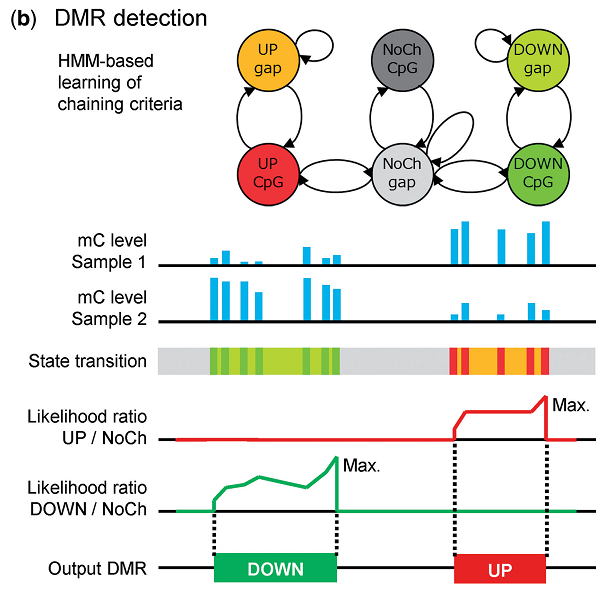 (b) DMR detection
HMM-based
learning of
chaining criteria
UP
gap
NoCh
CpG
DOWN
gap
UP
CpG
NoCh
gap
DOWN
CpG
mC level
Sample 1
mC level
Sample 2
State transition
Likelihood ratio
UP / NoCh
Max.
Likelihood ratio
DOWN / NoCh
Max.
Output DMR
DOWN
UP